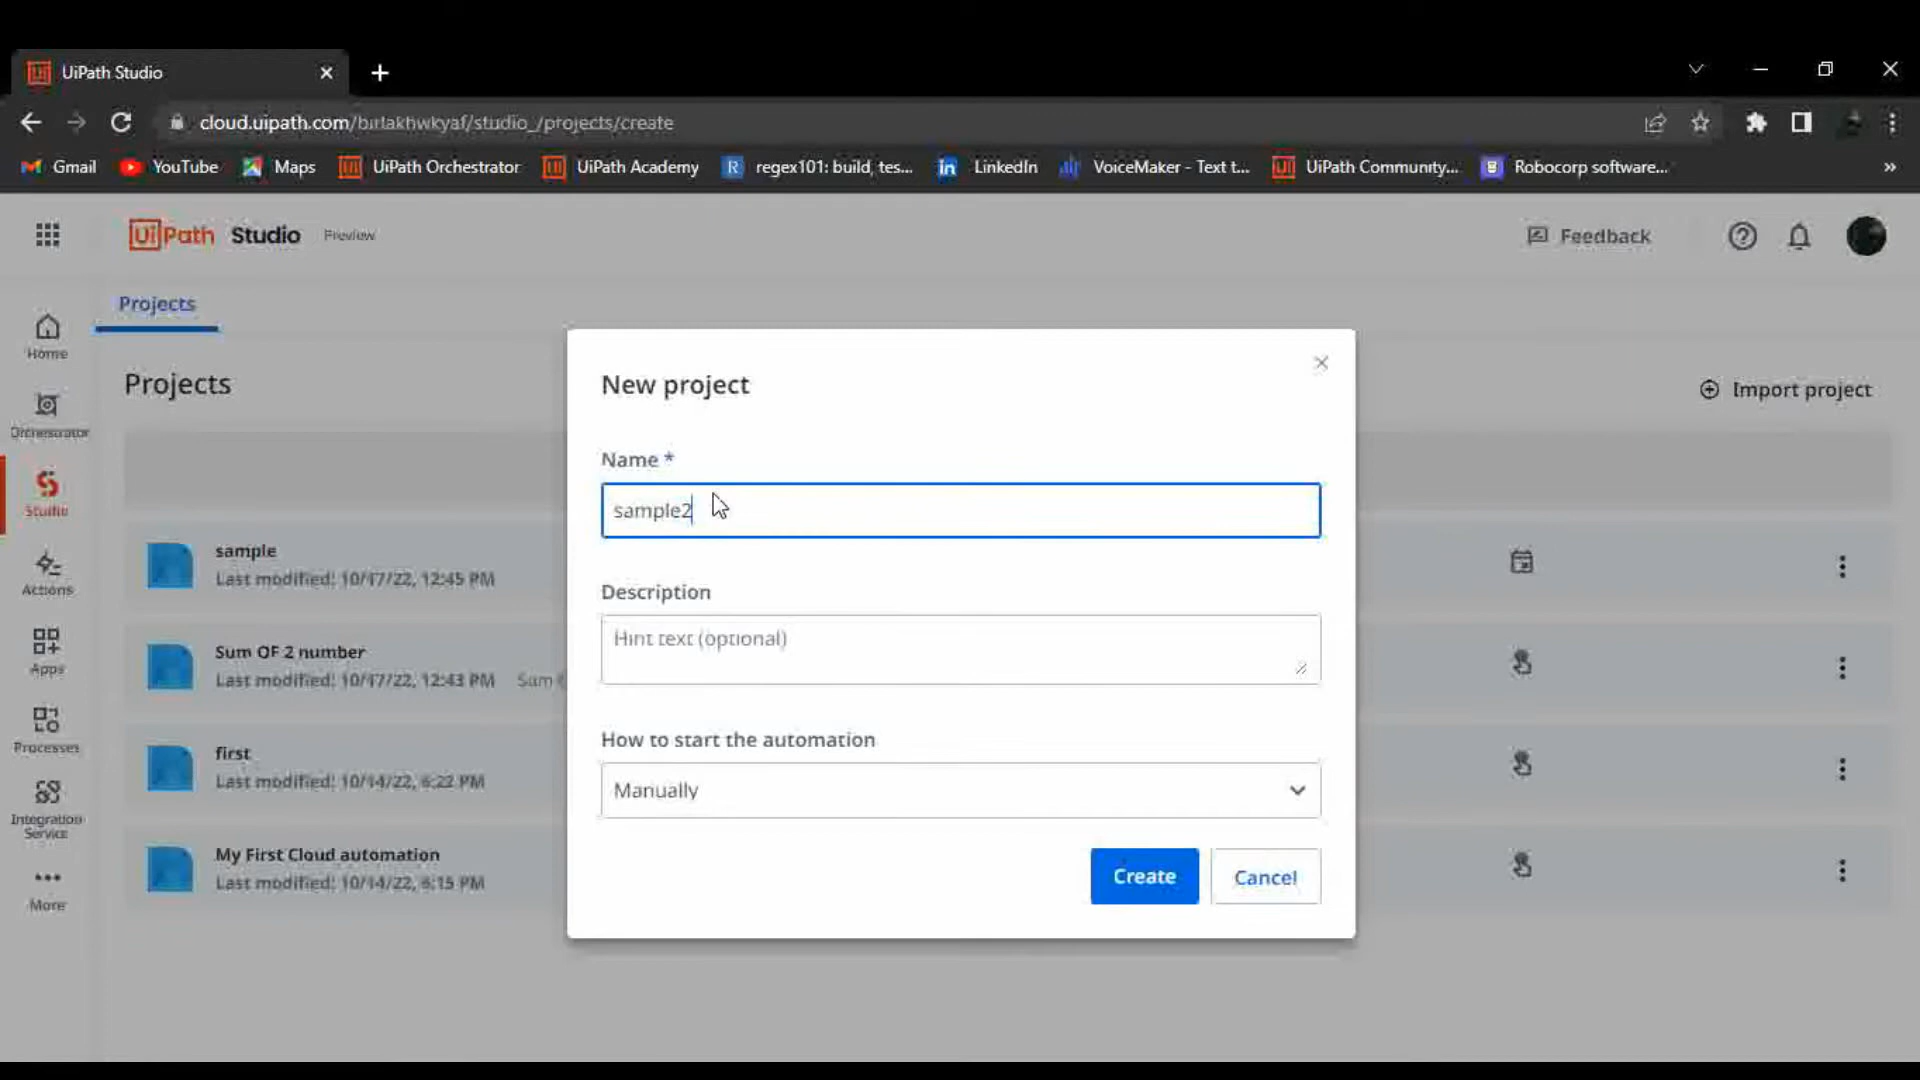 UiPath Studio
cloud.uipath.com/birlakhwkyaf/studio_/projects/create
Gmail YouTube Maps UiPath Orchestrator UiPath Academy regex101: build, tes... LinkedIn VoiceMaker - Text t... UiPath Community... Robocorp software... »
UiPath Studio Preview Feedback
Projects
Home
Projects
Import project
Orchestrator
Studio
Actions
Apps
Processes
Integration
Service
More
sample
Last modified: 10/17/22, 12:45 PM
Sum OF 2 number
Last modified: 10/17/22, 12:43 PM Sum
first
Last modified: 10/14/22, 6:22 PM
My First Cloud automation
Last modified: 10/14/22, 6:15 PM
New project
Name *
sample2
Description
Hint text (optional)
How to start the automation
Manually
Create Cancel